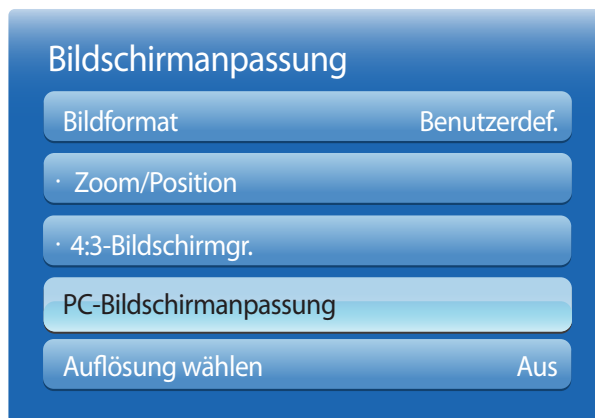 Bildschirmanpassung
Bildformat Benutzerdef.
· Zoom/Position
· 4:3-Bildschirmgr.
PC-Bildschirmanpassung
Auflösung wählen Aus